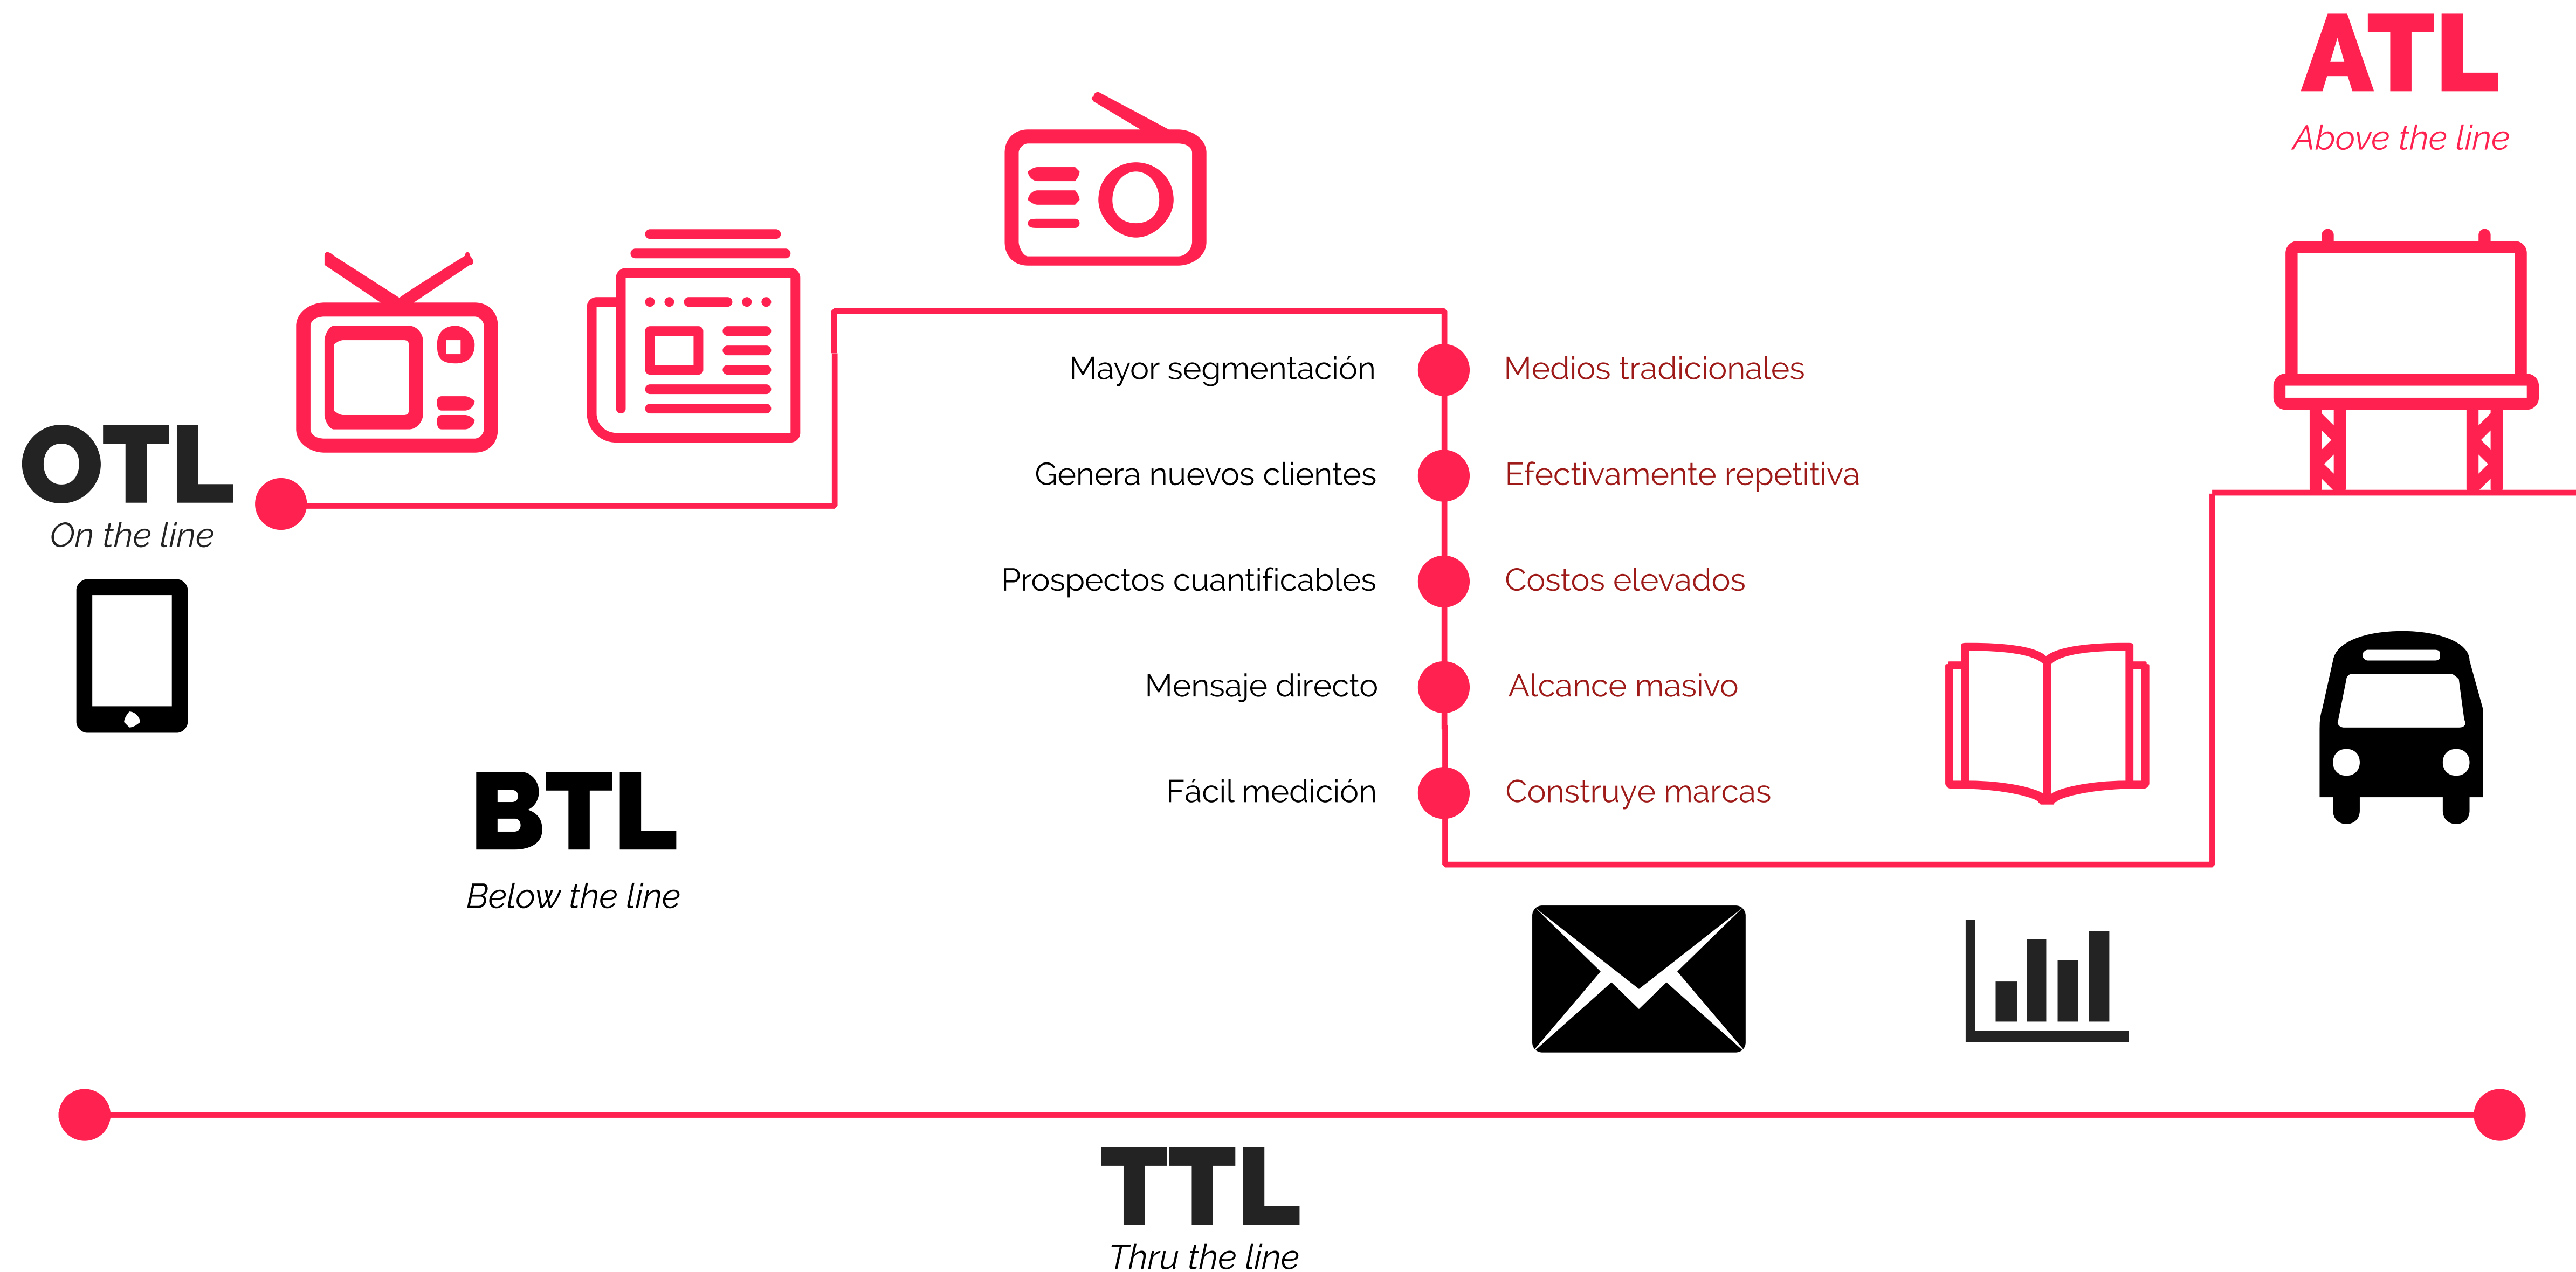 ATL
Above the line
OTL
On the line
BTL
Below the line
Mayor segmentación
Medios tradicionales
Genera nuevos clientes
Efectivamente repetitiva
Prospectos cuantificables
Costos elevados
Mensaje directo
Alcance masivo
Fácil medición
Construye marcas
TTL
Thru the line